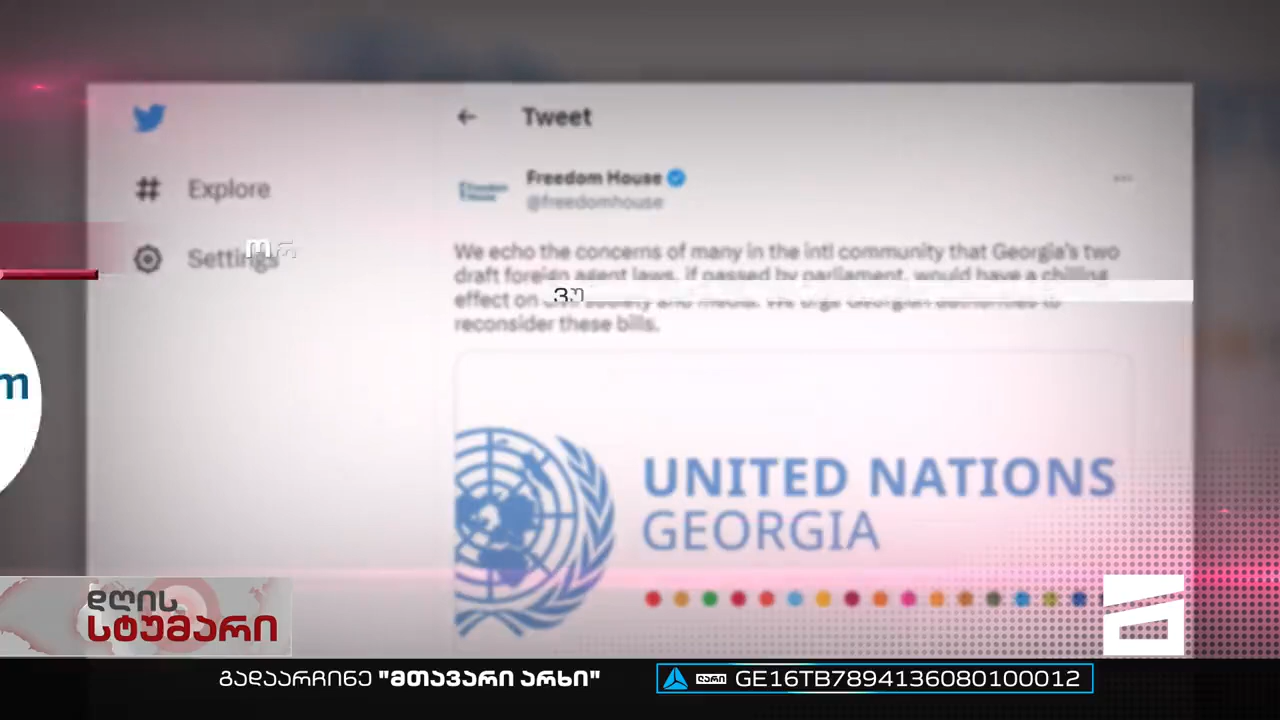 Tweet
Explore
Settings
Freedom House
@freedomhouse
We echo the concerns of many in the intl community that Georgia's two
draft foreign agent laws, if passed by parliament, would have a chilling
effect on
reconsider these bills.
UNITED NATIONS
GEORGIA
დღის
სტუმარი
გადაარჩინე "მთავარი არხი"
ლარი GE16TB7894136080100012